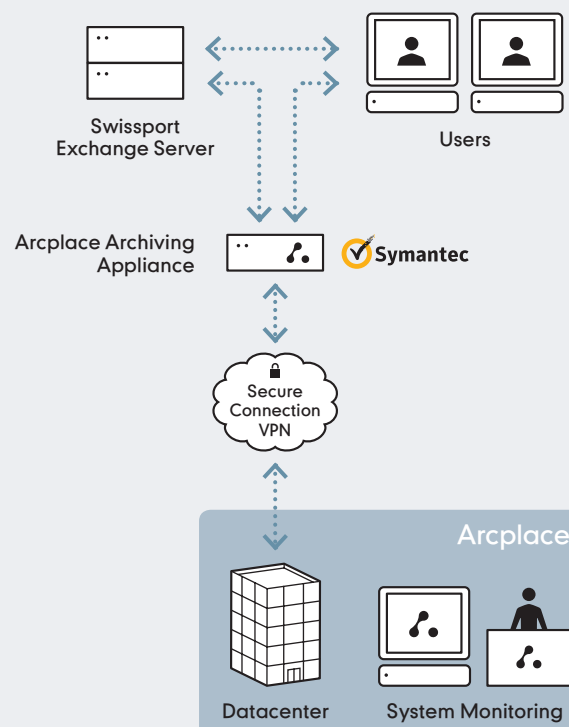 Swissport
Exchange Server
Users
Arcplace Archiving
Appliance
Symantec
Secure
Connection
VPN
Arcplace
Datacenter
System Monitoring